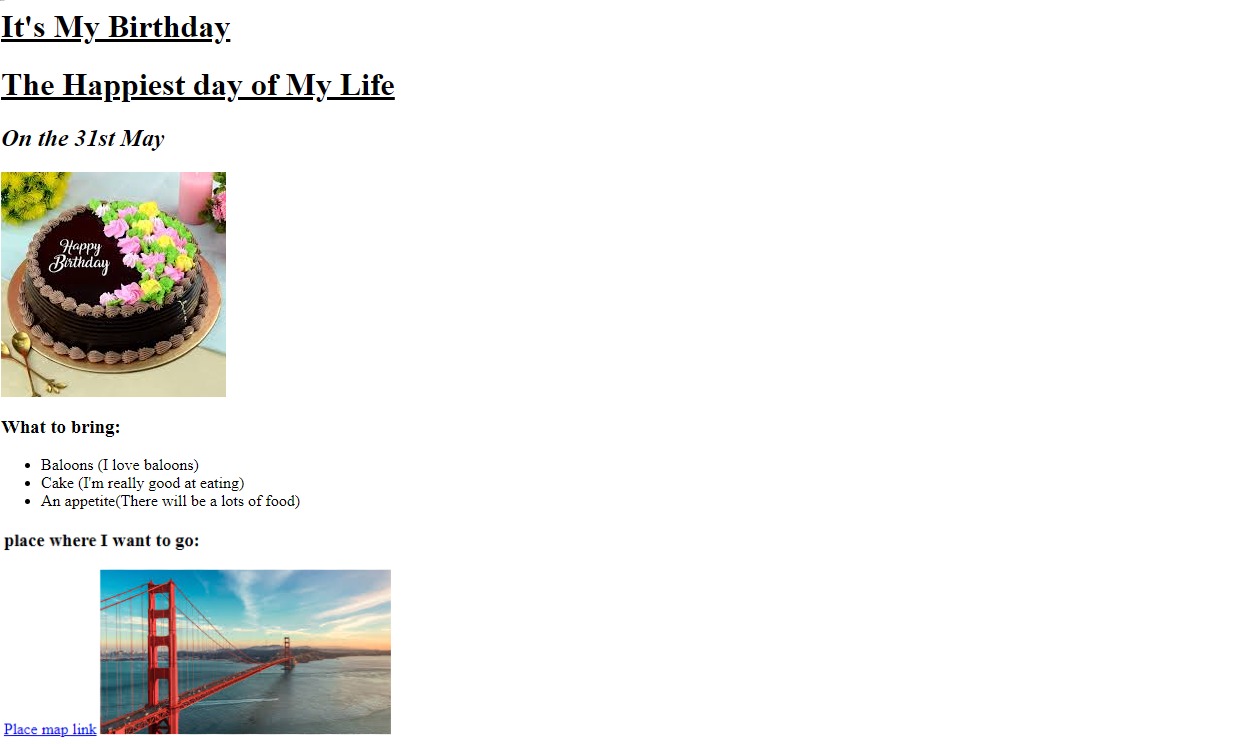 It's My Birthday
The Happiest day of My Life
On the 31st May
Happy
Birthday
What to bring:
Baloons (I love baloons)
Cake (I'm really good at eating)
An appetite(There will be a lots of food)
place where I want to go:
Place map link